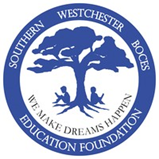 SOUTHERN WESTCHESTER BOCES
WE MAKE DREAMS HAPPEN
EDUCATION FOUNDATION